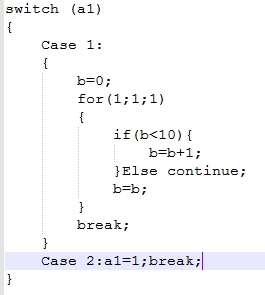 switch (a1)
{
Case 1:
{
b=0;
for(1;1;1)
{
if(b<10){
b=b+1;
}Else continue;
b=b;
}
break;
}
Case 2:a1=1;break;
}